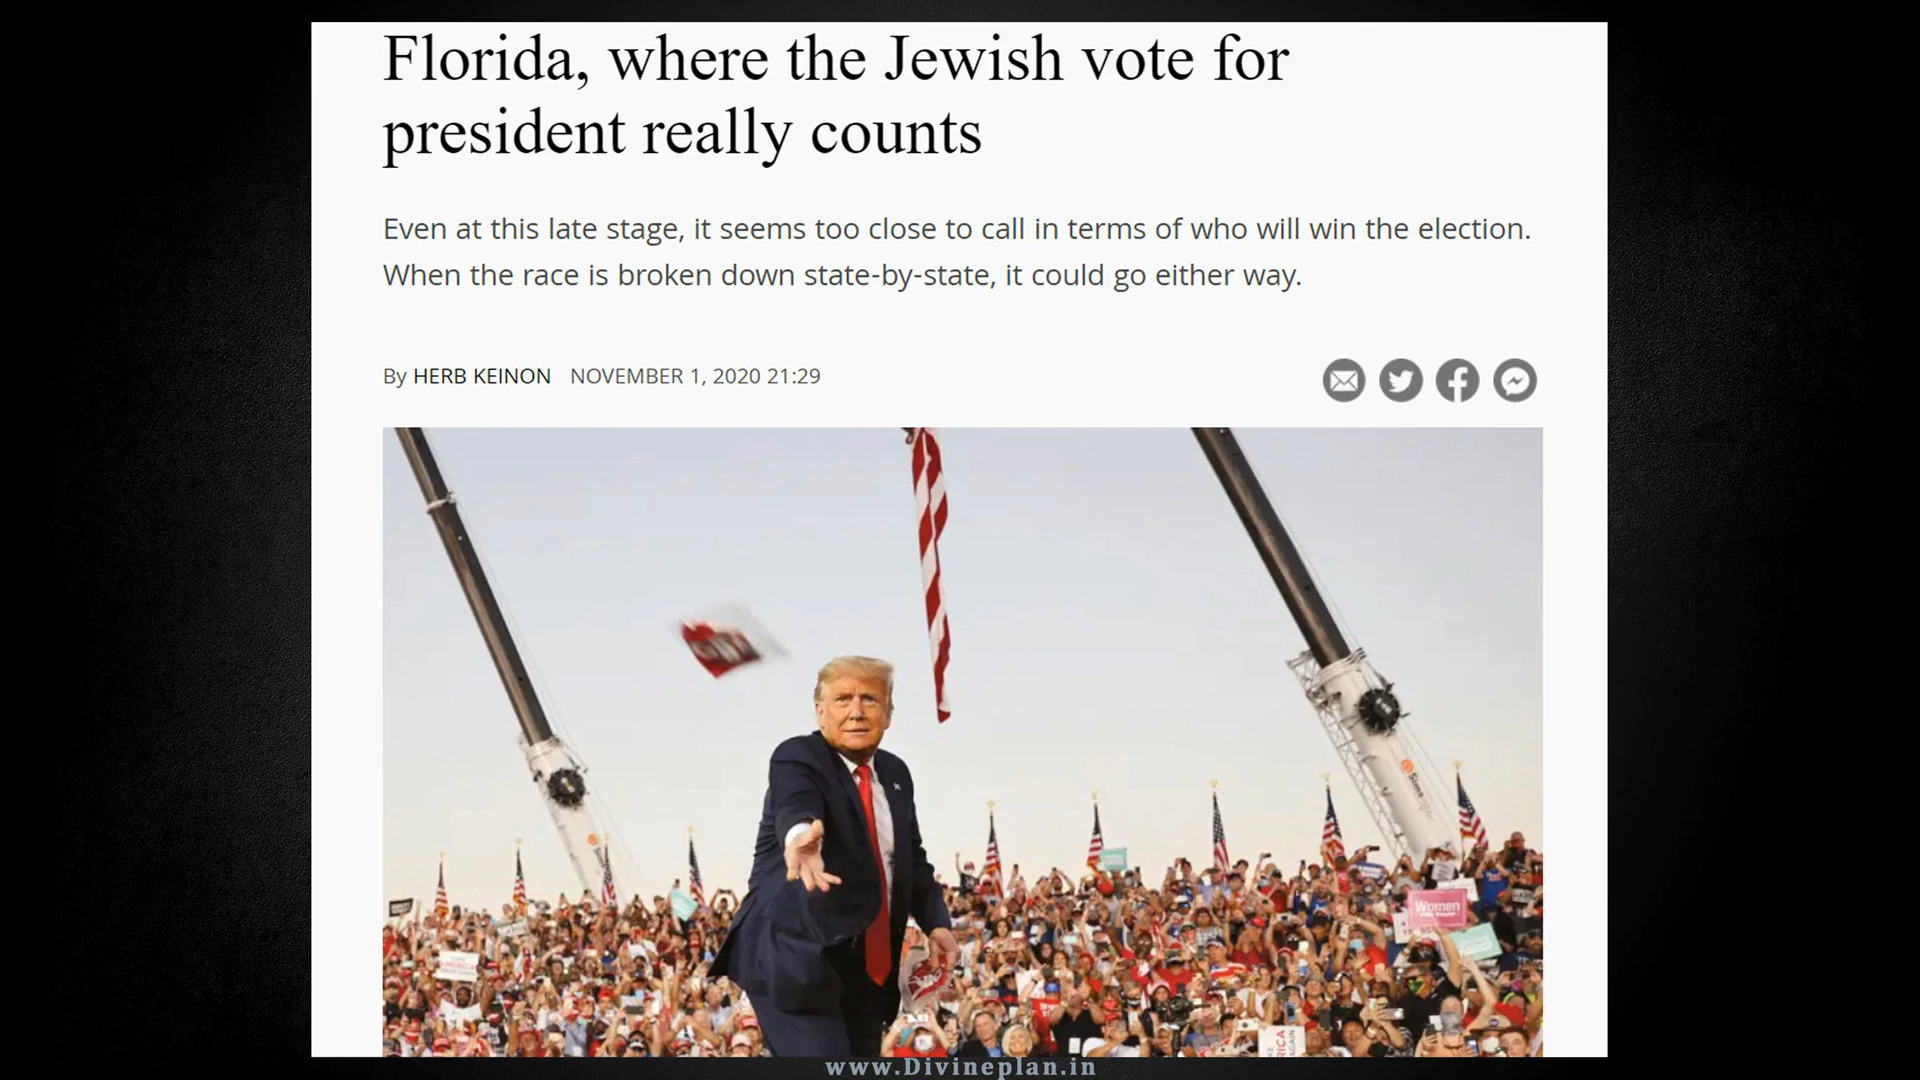 Florida, where the Jewish vote for
president really counts
Even at this late stage, it seems too close to call in terms of who will win the election.
When the race is broken down state-by-state, it could go either way.
By HERB KEINON NOVEMBER 1, 2020 21:29
Sims
Women
www.Divineplan.in